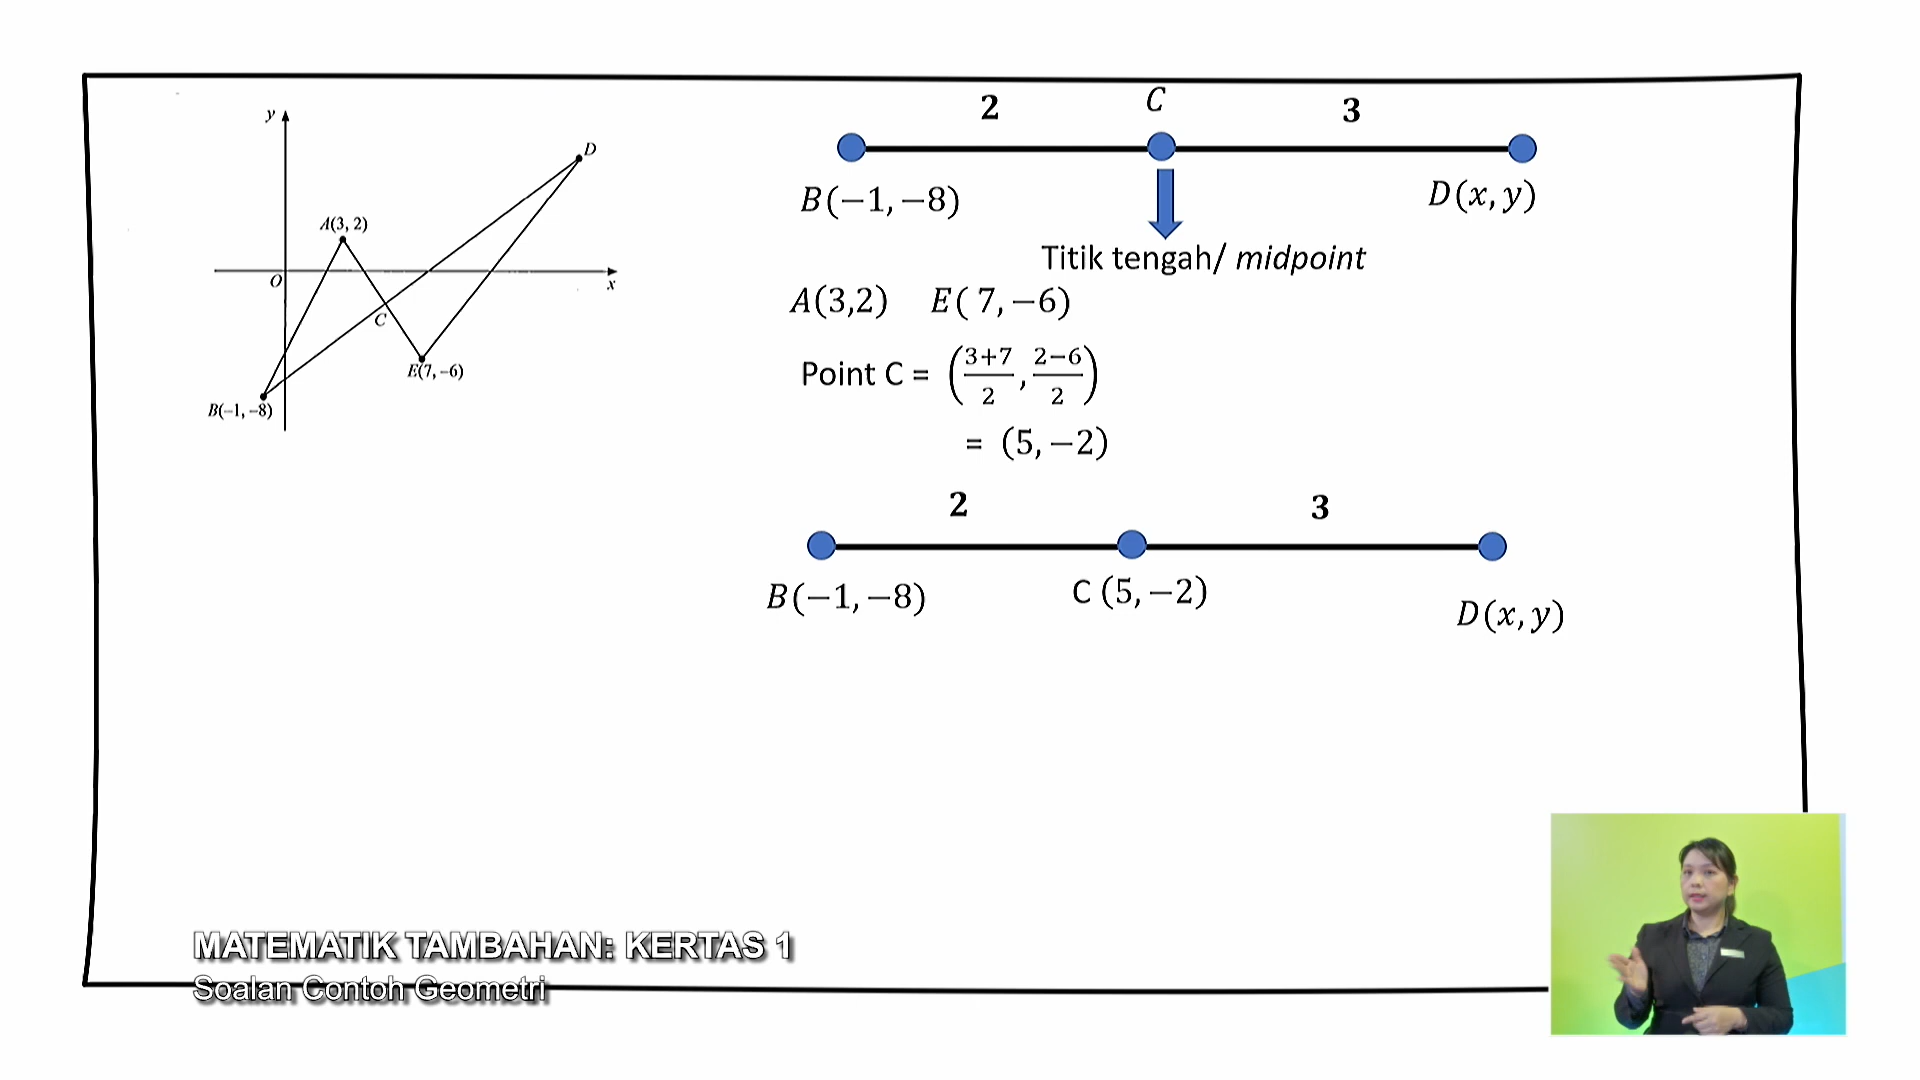 y
D
A(3, 2)
O
x
C
E(7, −6)
B(−1, −8)
2 C 3
B(−1, −8) D(x, y)
Titik tengah/ midpoint
A(3,2) E( 7, −6)
Point C = (3+7/2, 2−6/2)
= (5, −2)
2 3
B(−1, −8) C (5, −2) D(x, y)
MATEMATIK TAMBAHAN: KERTAS 1
Soalan Contoh Geometri